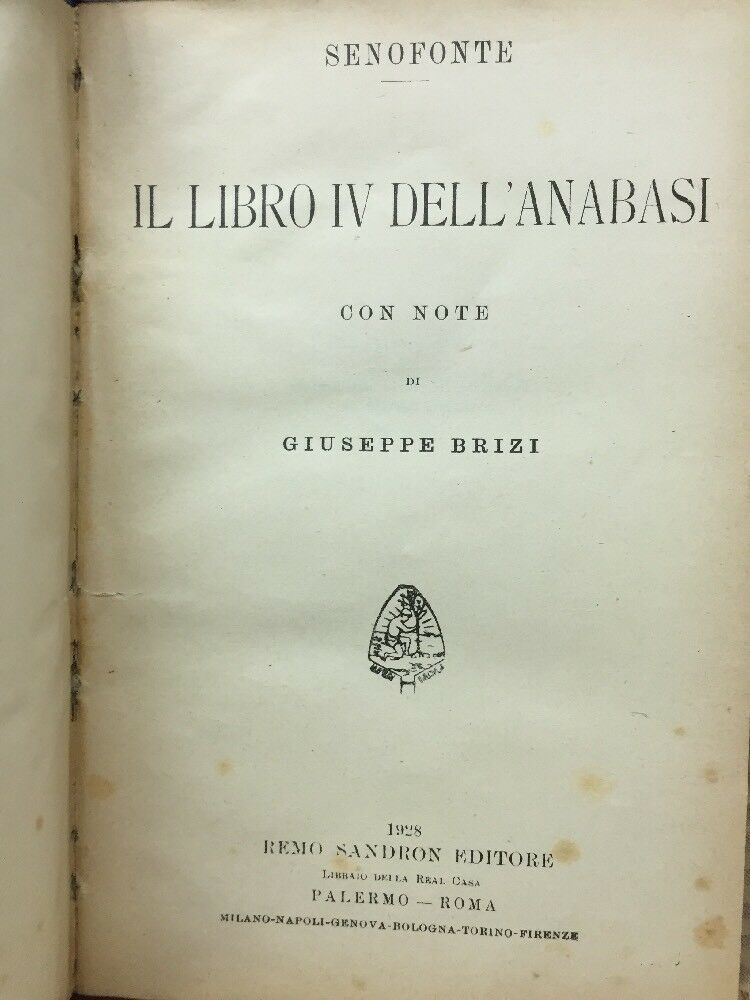 SENOFONTE
IL LIBRO IV DELL'ANABASI
CON NOTE
DI
GIUSEPPE BRIZI
1928
REMO SANDRON EDITORE
LIBRAIO DELLA REAL CASA
PALERMO — ROMA
MILANO-NAPOLI-GENOVA-BOLOGNA-TORINO-FIRENZE